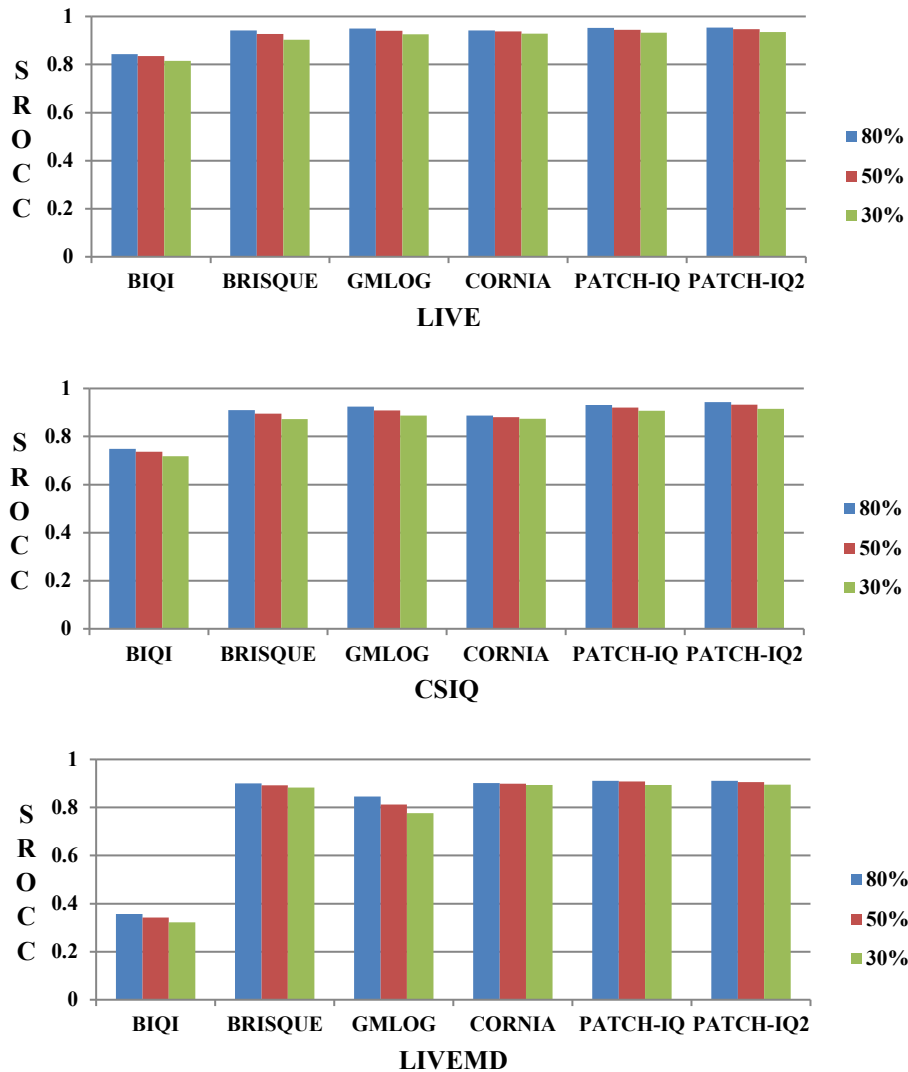 1
0.8
0.6
0.4
0.2
0
S
R
O
C
C
BIQI BRISQUE GMLOG CORNIA PATCH-IQ PATCH-IQ2
LIVE
80%
50%
30%
1
0.8
0.6
0.4
0.2
0
S
R
O
C
C
BIQI BRISQUE GMLOG CORNIA PATCH-IQ PATCH-IQ2
CSIQ
80%
50%
30%
1
0.8
0.6
0.4
0.2
0
S
R
O
C
C
BIQI BRISQUE GMLOG CORNIA PATCH-IQ PATCH-IQ2
LIVEMD
80%
50%
30%